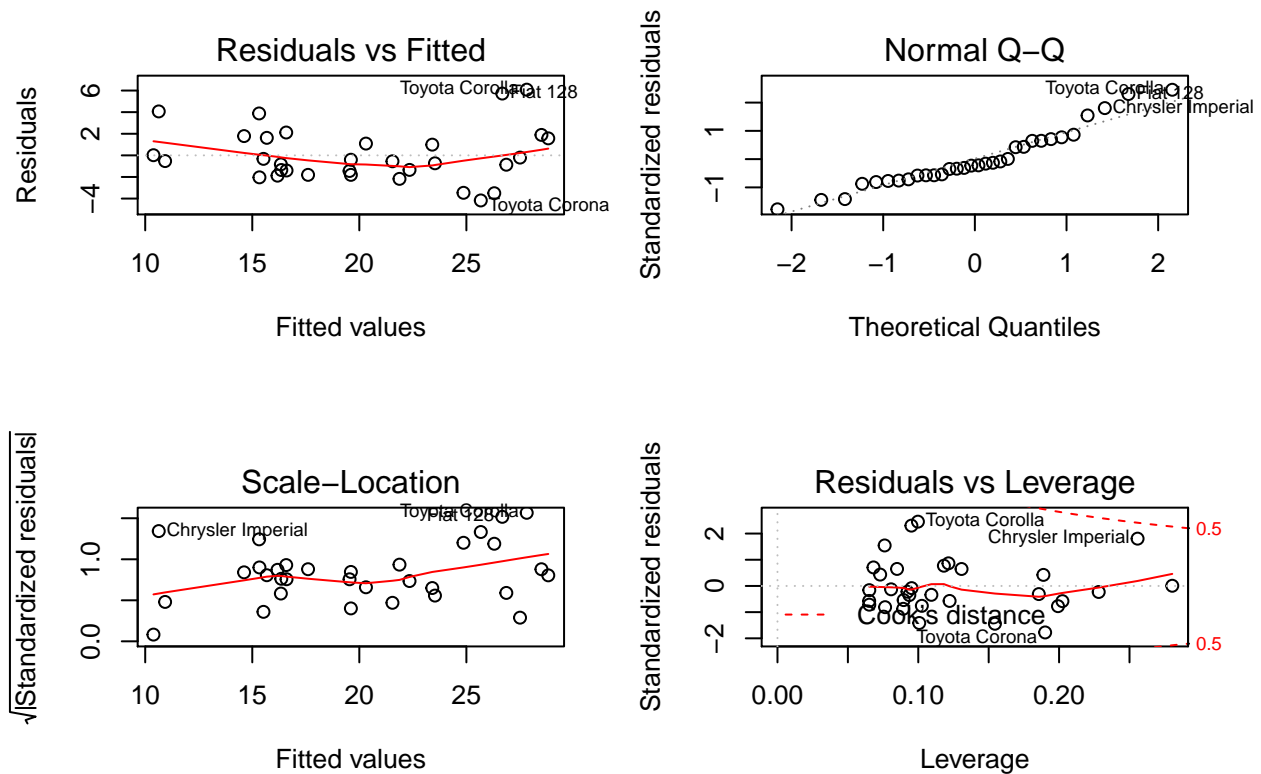 Residuals vs Fitted
Residuals
6
2
−4
Toyota Corolla
Fiat 128
Toyota Corona
10 15 20 25
Fitted values
Normal Q−Q
Standardized residuals
1
−1
Toyota Corolla
Fiat 128
Chrysler Imperial
−2 −1 0 1 2
Theoretical Quantiles
Scale−Location
√|Standardized residuals|
1.0
0.0
Chrysler Imperial
Toyota Corolla
Fiat 128
10 15 20 25
Fitted values
Residuals vs Leverage
Standardized residuals
2
0
−2
Toyota Corolla
Chrysler Imperial
Cook's distance
Toyota Corona
0.5
0.5
0.00 0.10 0.20
Leverage